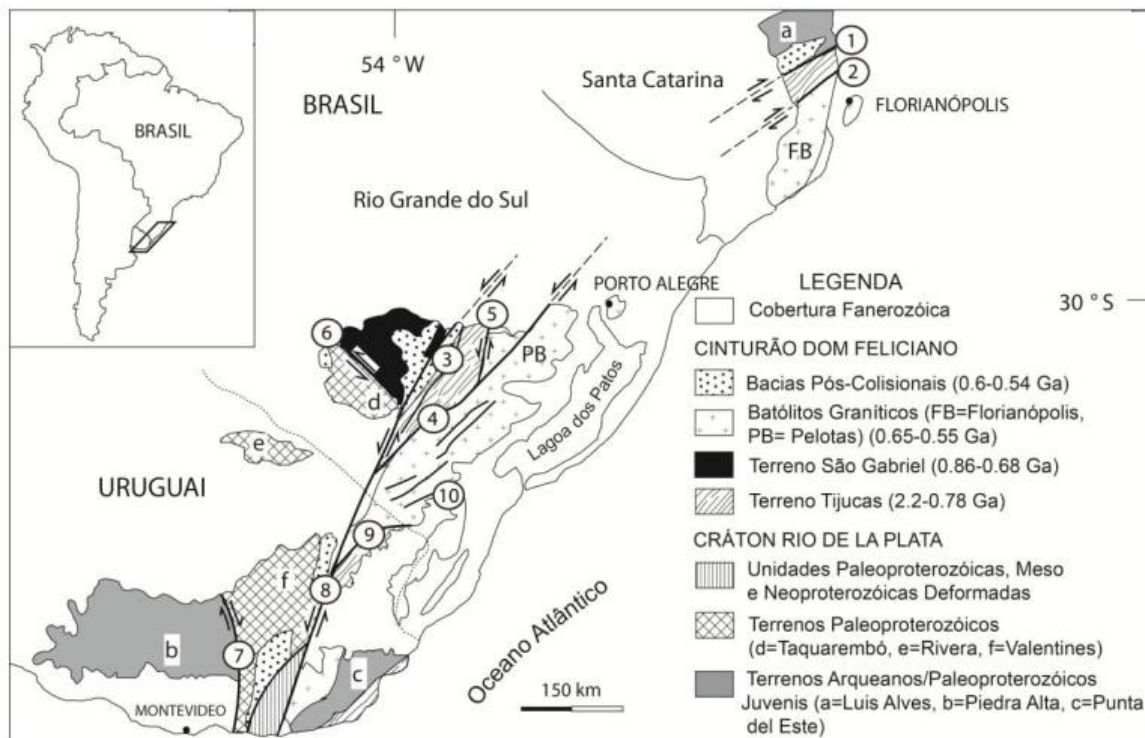 BRASIL
54 ° W
BRASIL
Santa Catarina
a
1
2
FLORIANÓPOLIS
FB
Rio Grande do Sul
PORTO ALEGRE
30 ° S
6
5
3
PB
d
4
Lagoa dos Patos
e
URUGUAI
10
9
f
8
b
7
c
MONTEVIDEO
Oceano Atlântico
150 km
LEGENDA
Cobertura Fanerozóica
CINTURÃO DOM FELICIANO
Bacias Pós-Colisionais (0.6-0.54 Ga)
Batólitos Graníticos (FB=Florianópolis,
PB= Pelotas) (0.65-0.55 Ga)
Terreno São Gabriel (0.86-0.68 Ga)
Terreno Tijucas (2.2-0.78 Ga)
CRÁTON RIO DE LA PLATA
Unidades Paleoproterozóicas, Meso
e Neoproterozóicas Deformadas
Terrenos Paleoproterozóicos
(d=Taquarembó, e=Rivera, f=Valentines)
Terrenos Arqueanos/Paleoproterozóicos
Juvenis (a=Luis Alves, b=Piedra Alta, c=Punta
del Este)